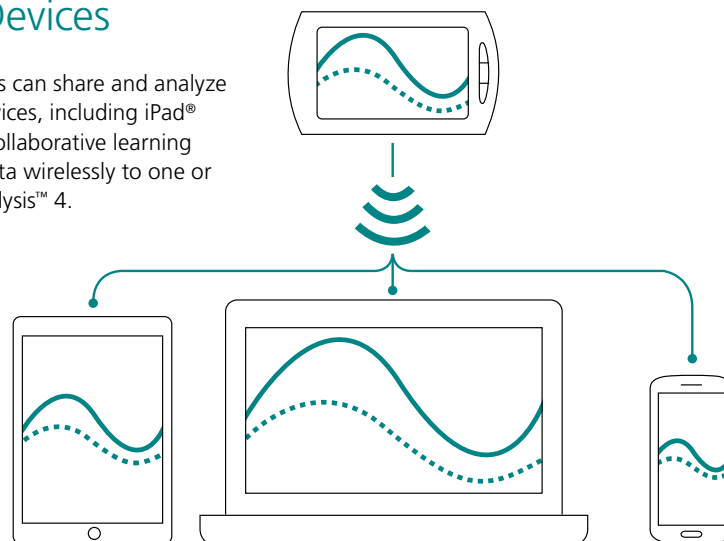 Devices
s can share and analyze
vices, including iPad®
ollaborative learning
ta wirelessly to one or
lysis™ 4.